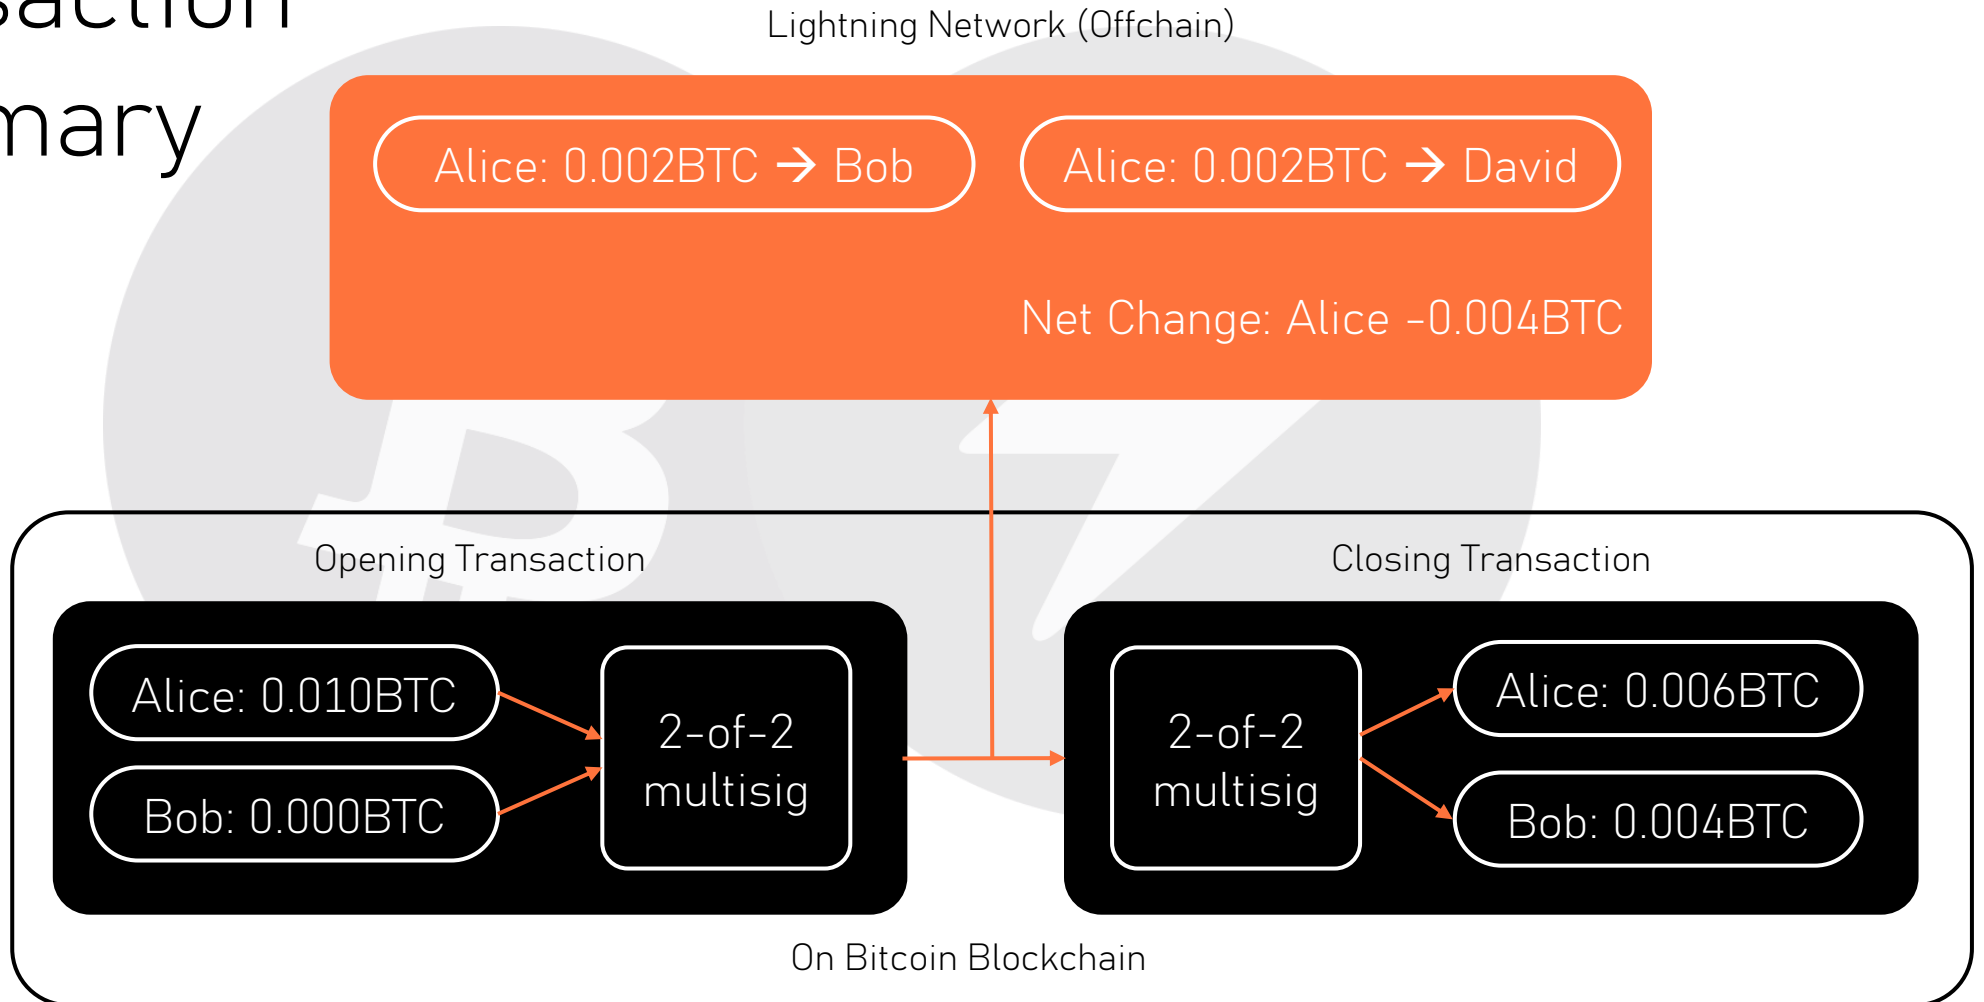 Lightning Network (Offchain)
Alice: 0.002BTC → Bob
Alice: 0.002BTC → David
Net Change: Alice -0.004BTC
Opening Transaction
Closing Transaction
Alice: 0.010BTC
Bob: 0.000BTC
2-of-2
multisig
2-of-2
multisig
Alice: 0.006BTC
Bob: 0.004BTC
On Bitcoin Blockchain